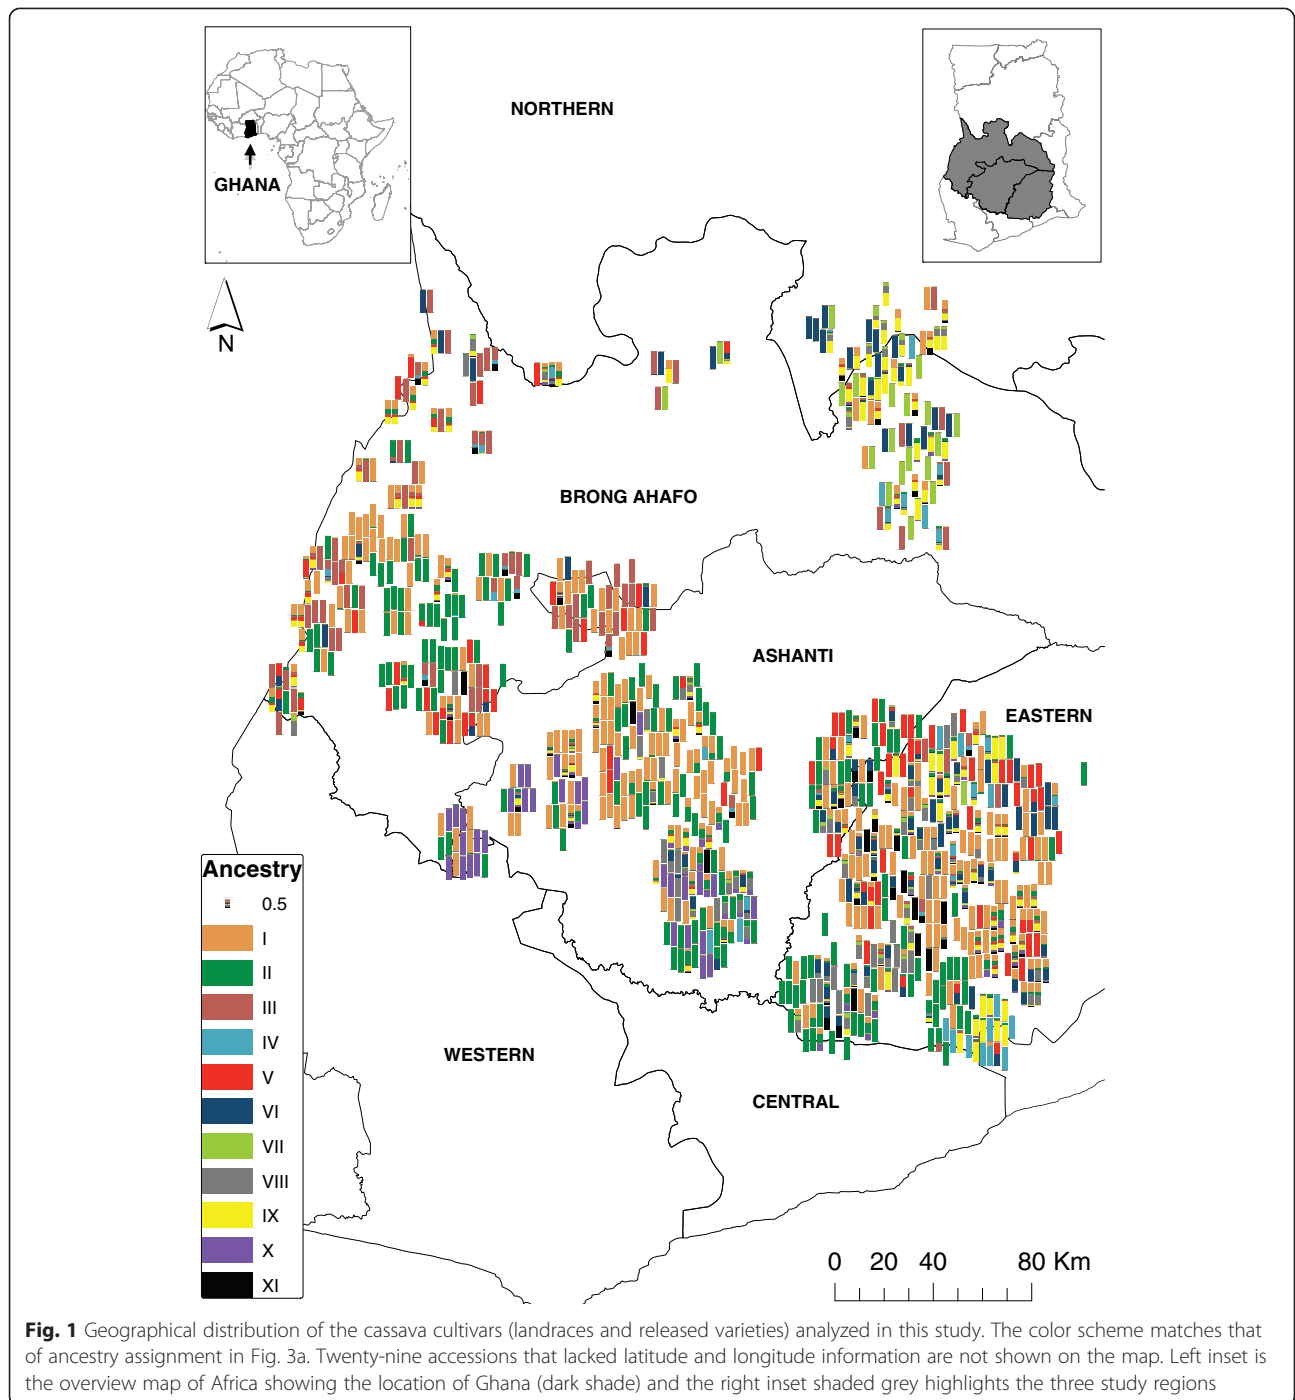 NORTHERN
GHANA
N
BRONG AHAFO
ASHANTI
EASTERN
Ancestry
0.5
I
II
III
IV
V
VI
VII
VIII
IX
X
XI
WESTERN
CENTRAL
0 20 40 80 Km
Fig. 1 Geographical distribution of the cassava cultivars (landraces and released varieties) analyzed in this study. The color scheme matches that
of ancestry assignment in Fig. 3a. Twenty-nine accessions that lacked latitude and longitude information are not shown on the map. Left inset is
the overview map of Africa showing the location of Ghana (dark shade) and the right inset shaded grey highlights the three study regions